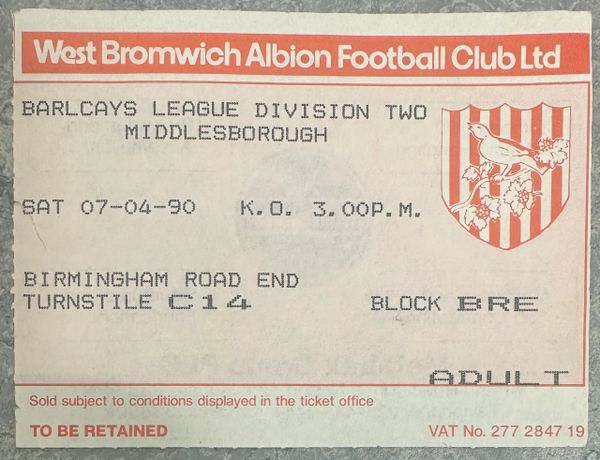 West Bromwich Albion Football Club Ltd
BARLCAYS LEAGUE DIVISION TWO
MIDDLESBOROUGH
SAT 07-04-90 K.O. 3.00P.M.
BIRMINGHAM ROAD END
TURNSTILE C14 BLOCK BRE
ADULT
Sold subject to conditions displayed in the ticket office
TO BE RETAINED VAT No. 277 2847 19